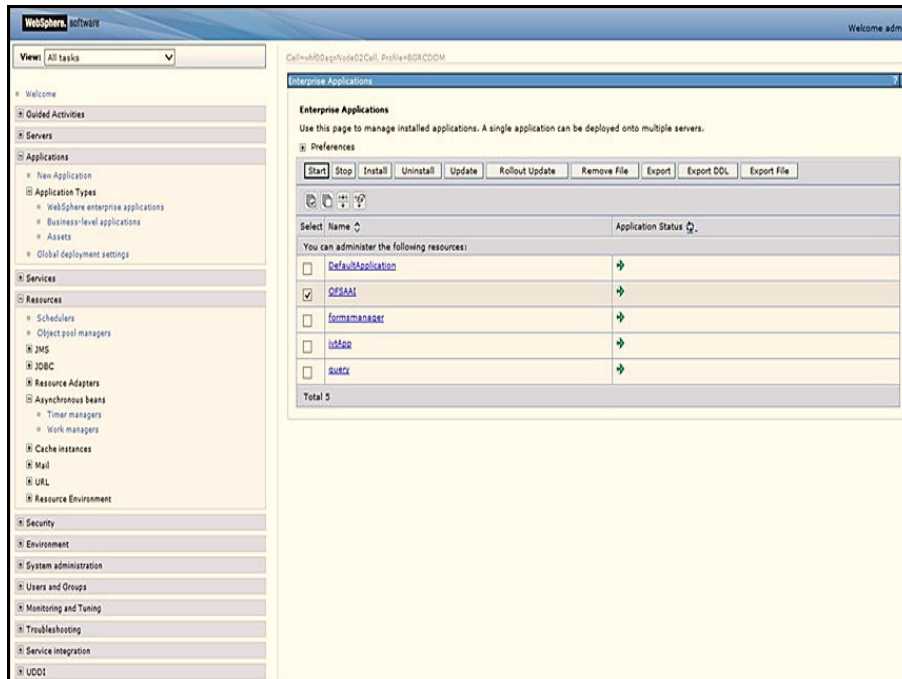 WebSphere. software
Welcome adm
View: All tasks
Cell=whf00aqnNode02Cell, Profile=BGRCDOM
Welcome
Guided Activities
Servers
Applications
New Application
Application Types
WebSphere enterprise applications
Business-level applications
Assets
Global deployment settings
Services
Resources
Schedulers
Object pool managers
JMS
JDBC
Resource Adapters
Asynchronous beans
Timer managers
Work managers
Cache instances
Mail
URL
Resource Environment
Security
Environment
System administration
Users and Groups
Monitoring and Tuning
Troubleshooting
Service integration
UDDI
Enterprise Applications ?
Enterprise Applications
Use this page to manage installed applications. A single application can be deployed onto multiple servers.
Preferences
Start Stop Install Uninstall Update Rollout Update Remove File Export Export DDL Export File
Select Name Application Status
You can administer the following resources:
DefaultApplication
OFSAAI
formsmanager
ivtApp
query
Total 5